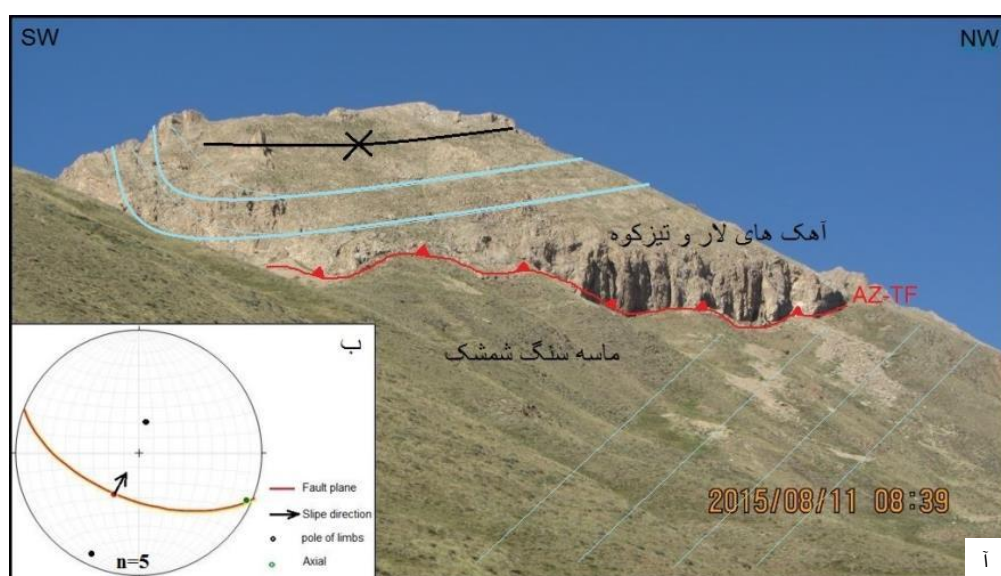 SW
NW
آهک های لار و تیزکوه
AZ-TF
ماسه سنگ شمشک
ب
Fault plane
Slipe direction
pole of limbs
Axial
n=5
2015/08/11 08:39
آ